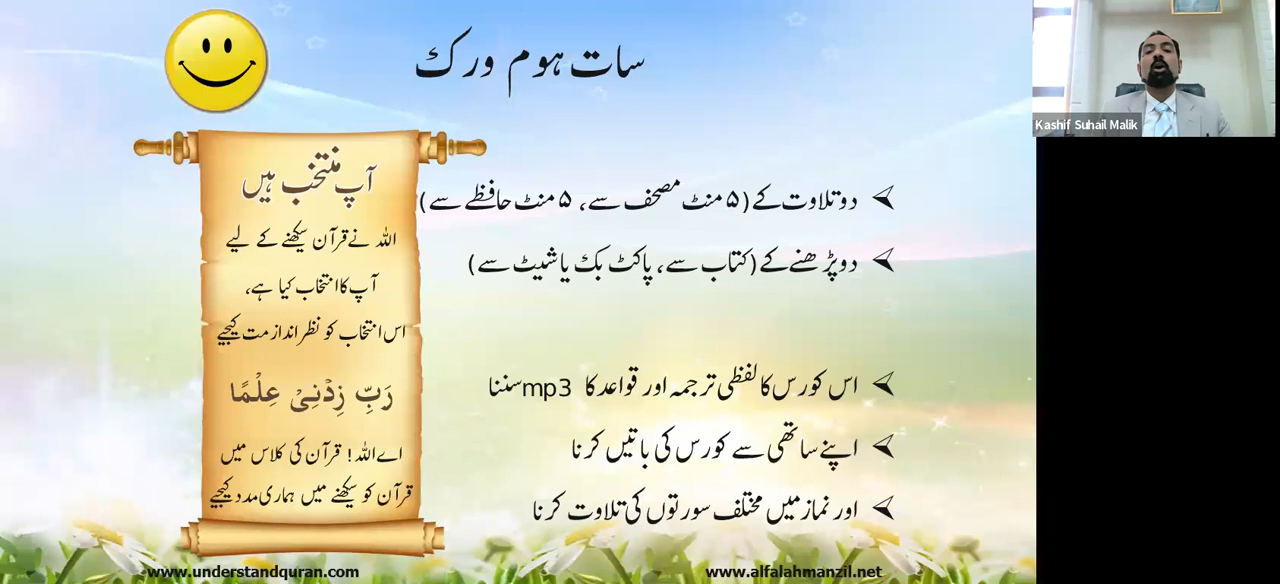 سات ہوم ورک
دو تلاوت کے (۵ منٹ مصحف سے، ۵ منٹ حافظے سے)
دو پڑھنے کے (کتاب سے، پاکٹ بک یا شیٹ سے)
اس کورس کا لفظی ترجمہ اور قواعد کا mp3 سننا
اپنے ساتھی سے کورس کی باتیں کرنا
اور نماز میں مختلف سورتوں کی تلاوت کرنا
آپ منتخب ہیں
اللہ نے قرآن سیکھنے کے لیے
آپ کا انتخاب کیا ہے،
اس انتخاب کو نظر انداز مت کیجیے
رَبِّ زِدْنِیْ عِلْمًا
اے اللہ! قرآن کی کلاس میں
قرآن کو سیکھنے میں ہماری مدد کیجیے
www.understandquran.com
www.alfalahmanzil.net
Kashif Suhail Malik